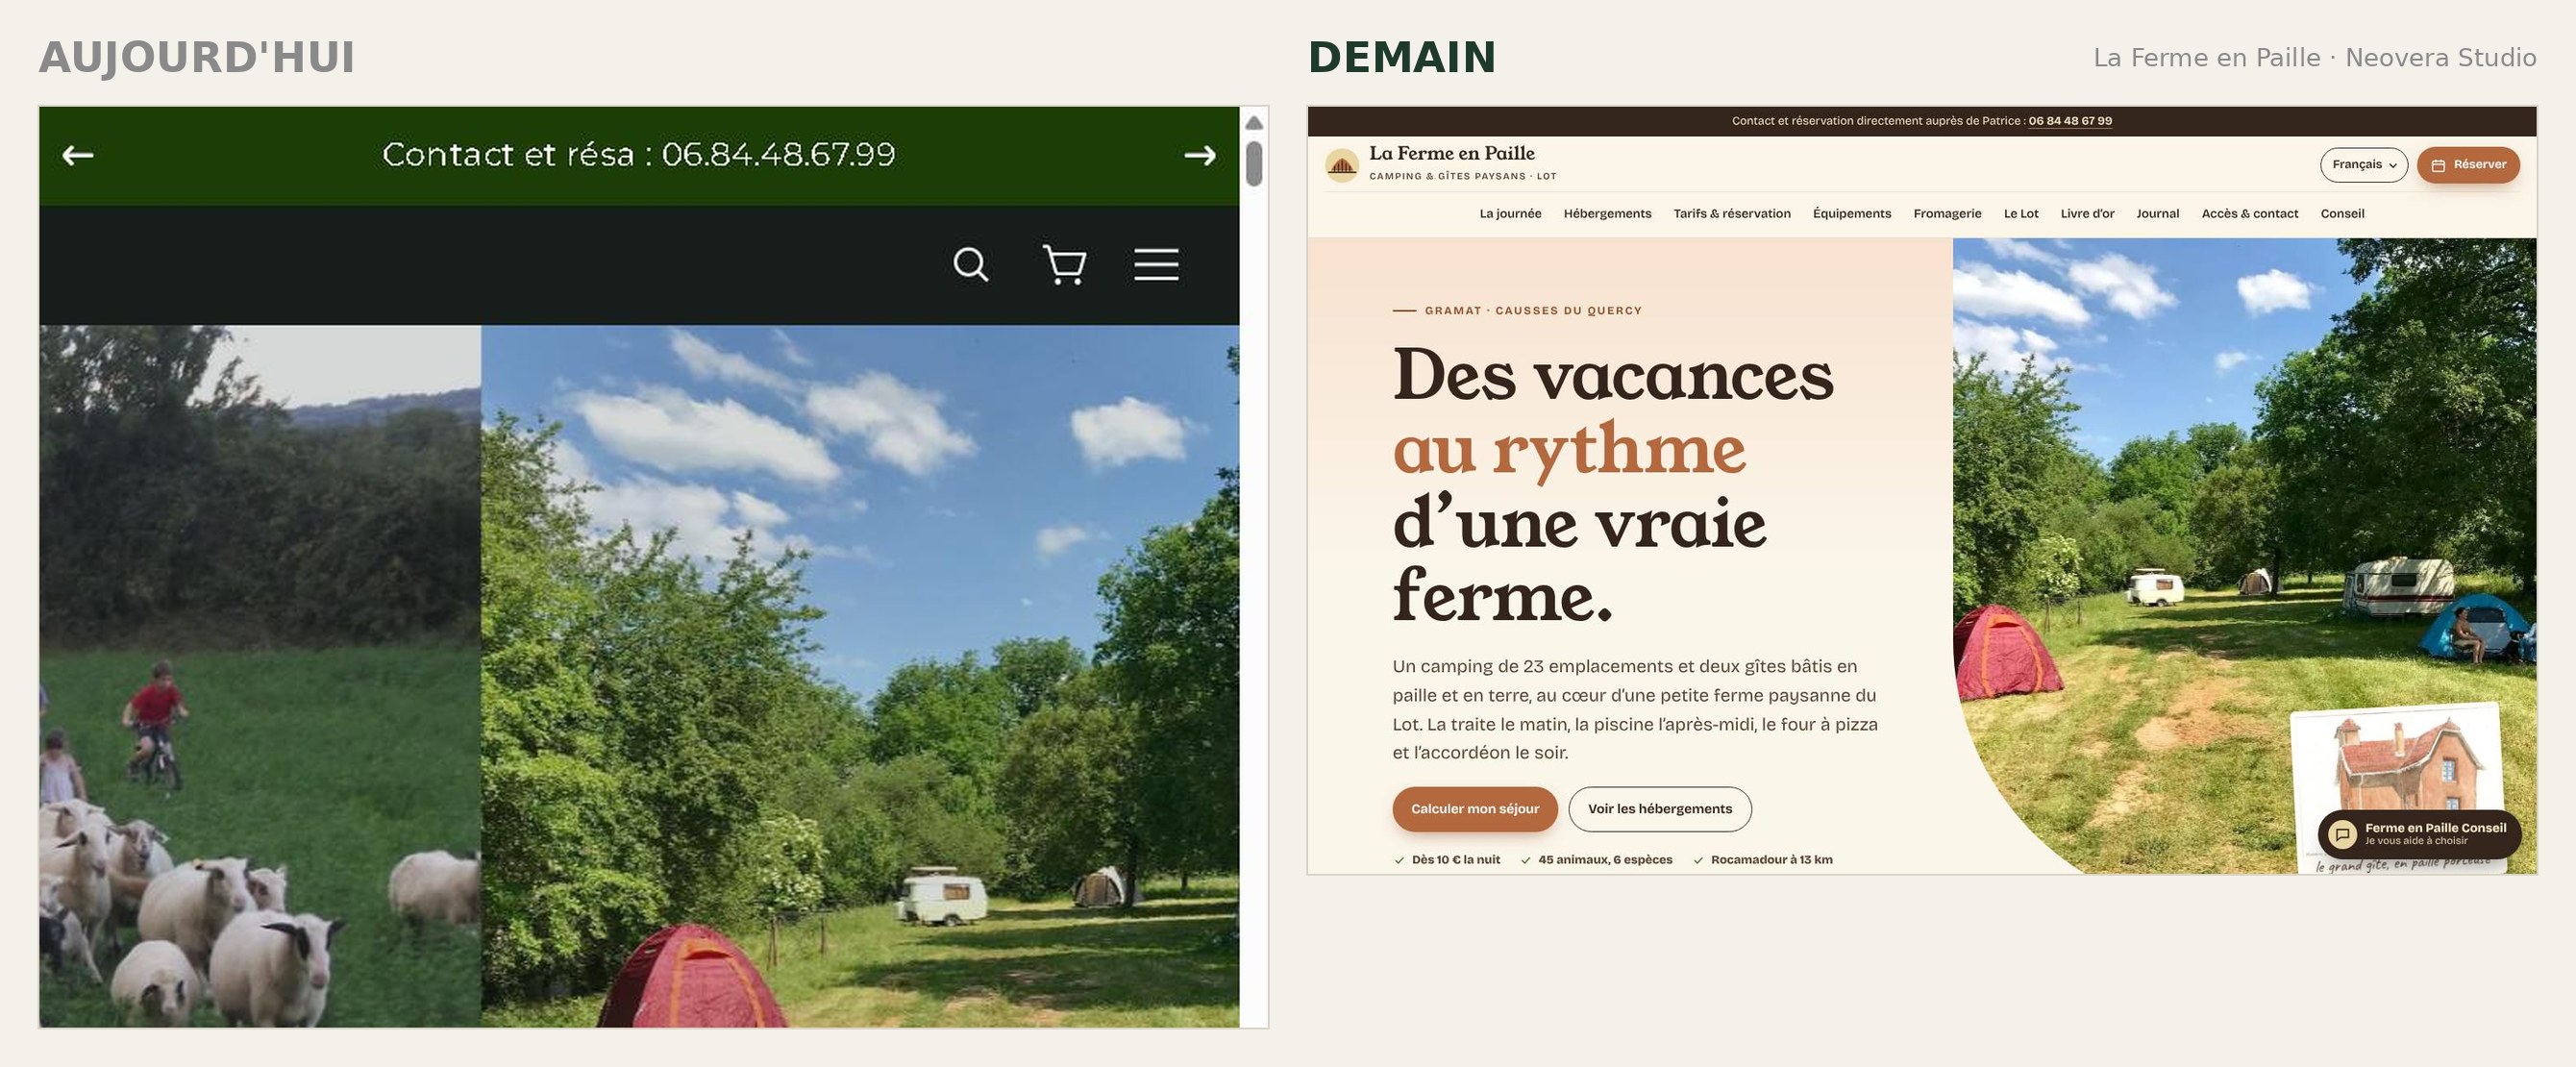 AUJOURD'HUI
Contact et résa : 06.84.48.67.99
DEMAIN
La Ferme en Paille · Neovera Studio
Contact et réservation directement auprès de Patrice : 06 84 48 67 99
La Ferme en Paille
CAMPING & GÎTES PAYSANS · LOT
Français
Réserver
La journée Hébergements Tarifs & réservation Équipements Fromagerie Le Lot Livre d’or Journal Accès & contact Conseil
GRAMAT · CAUSSES DU QUERCY
Des vacances
au rythme
d’une vraie
ferme.
Un camping de 23 emplacements et deux gîtes bâtis en
paille et en terre, au cœur d’une petite ferme paysanne du
Lot. La traite le matin, la piscine l’après-midi, le four à pizza
et l’accordéon le soir.
Calculer mon séjour
Voir les hébergements
Dès 10 € la nuit
45 animaux, 6 espèces
Rocamadour à 13 km
Ferme en Paille Conseil
Je vous aide à choisir
le grand gîte, en paille porteuse